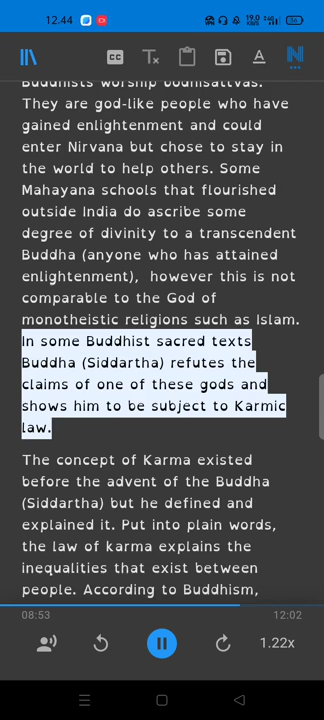 12.44
19.0 KB/S
56
CC
N
Buddhists worship bodhisattvas.
They are god-like people who have
gained enlightenment and could
enter Nirvana but chose to stay in
the world to help others. Some
Mahayana schools that flourished
outside India do ascribe some
degree of divinity to a transcendent
Buddha (anyone who has attained
enlightenment),  however this is not
comparable to the God of
monotheistic religions such as Islam.
In some Buddhist sacred texts
Buddha (Siddartha) refutes the
claims of one of these gods and
shows him to be subject to Karmic
law.
The concept of Karma existed
before the advent of the Buddha
(Siddartha) but he defined and
explained it. Put into plain words,
the law of karma explains the
inequalities that exist between
people. According to Buddhism,
08:53
12:02
1.22x